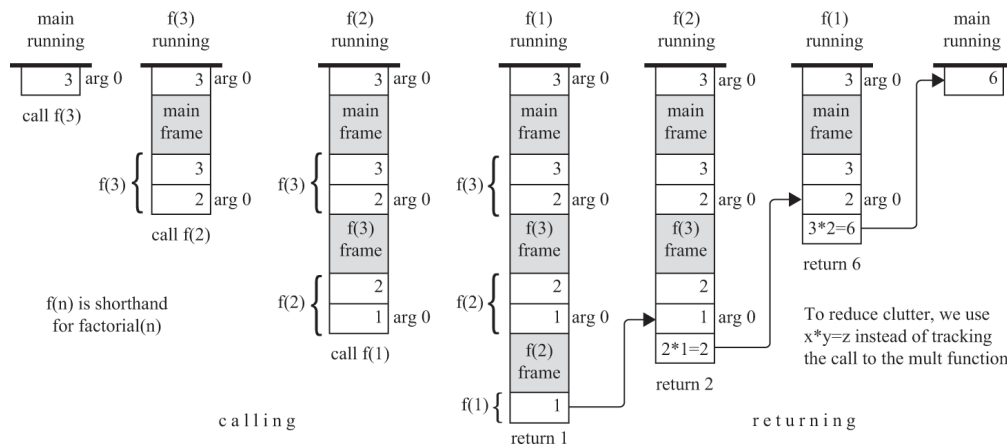 main
running
3
arg 0
call f(3)
f(3)
running
3
arg 0
main
frame
f(3)
3
2
arg 0
call f(2)
f(2)
running
3
arg 0
main
frame
f(3)
3
2
arg 0
f(3)
frame
f(2)
2
1
arg 0
call f(1)
f(1)
running
3
arg 0
main
frame
f(3)
3
2
arg 0
f(3)
frame
f(2)
2
1
arg 0
f(2)
frame
f(1)
1
return 1
f(2)
running
3
arg 0
main
frame
3
2
arg 0
f(3)
frame
2
1
arg 0
2*1=2
return 2
f(1)
running
3
arg 0
main
frame
3
2
arg 0
3*2=6
return 6
main
running
6
f(n) is shorthand
for factorial(n)
To reduce clutter, we use
x*y=z instead of tracking
the call to the mult function
calling
returning